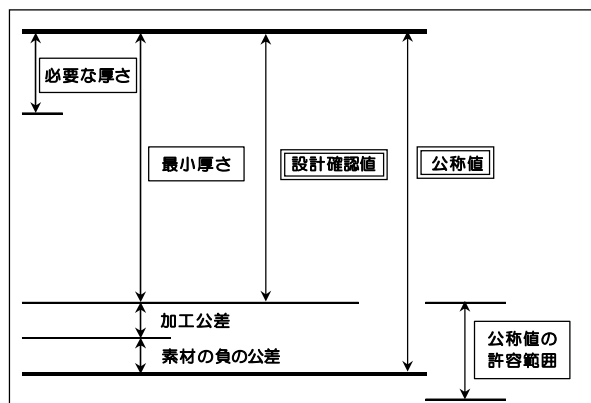 必要な厚さ
最小厚さ
設計確認値
公称値
加工公差
素材の負の公差
公称値の
許容範囲